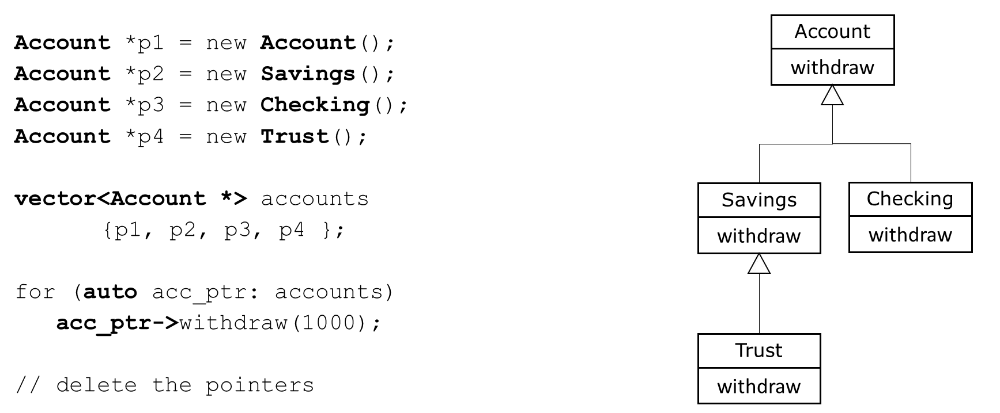 Account *p1 = new Account();
Account *p2 = new Savings();
Account *p3 = new Checking();
Account *p4 = new Trust();
vector<Account *> accounts
{p1, p2, p3, p4 };
for (auto acc_ptr: accounts)
acc_ptr->withdraw(1000);
// delete the pointers
Account
withdraw
Savings
withdraw
Checking
withdraw
Trust
withdraw